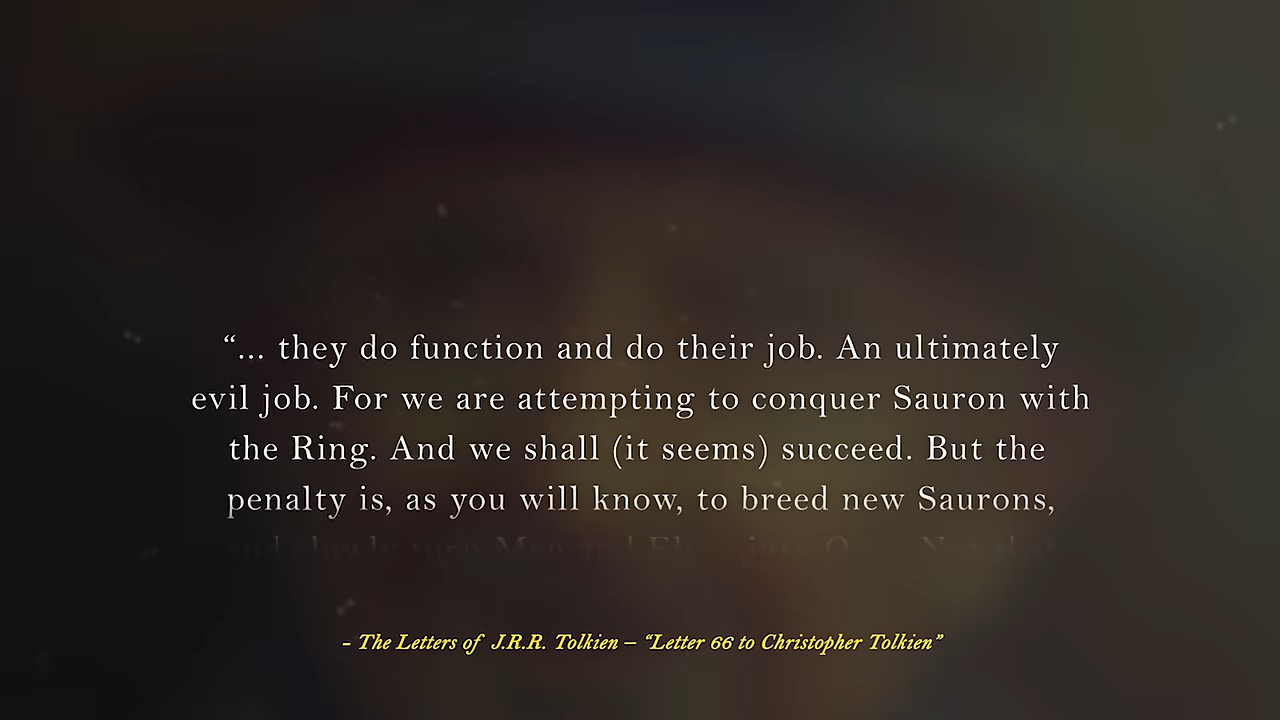 “... they do function and do their job. An ultimately
evil job. For we are attempting to conquer Sauron with
the Ring. And we shall (it seems) succeed. But the
penalty is, as you will know, to breed new Saurons,
– The Letters of J.R.R. Tolkien – “Letter 66 to Christopher Tolkien”